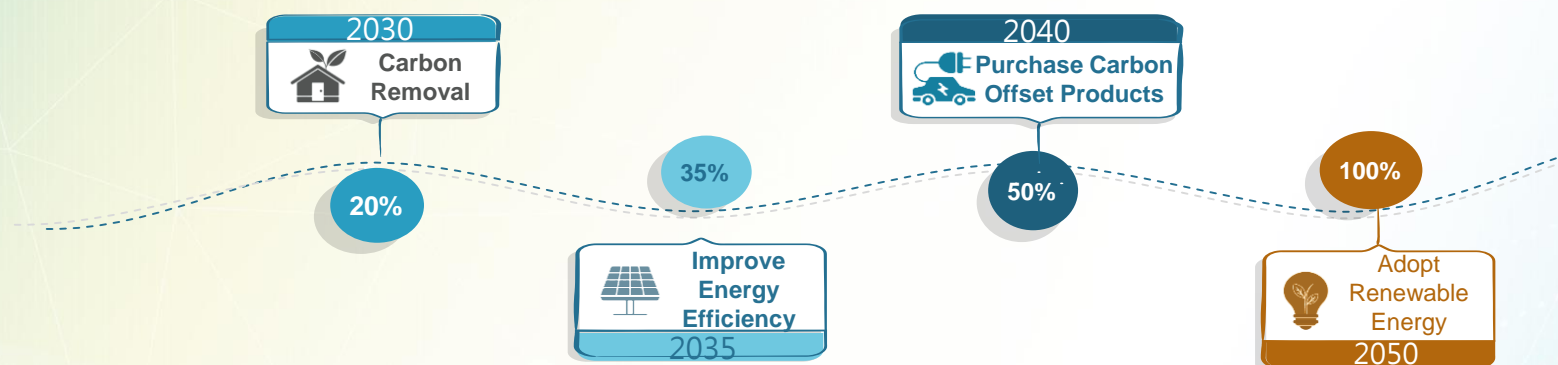 2030
Carbon
Removal
20%
35%
Improve
Energy
Efficiency
2035
2040
Purchase Carbon
Offset Products
50%
100%
Adopt
Renewable
Energy
2050